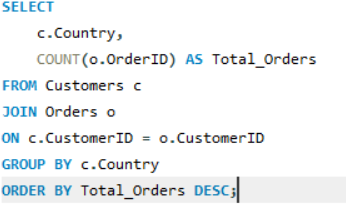 SELECT
    c.Country,
    COUNT(o.OrderID) AS Total_Orders
FROM Customers c
JOIN Orders o
ON c.CustomerID = o.CustomerID
GROUP BY c.Country
ORDER BY Total_Orders DESC;